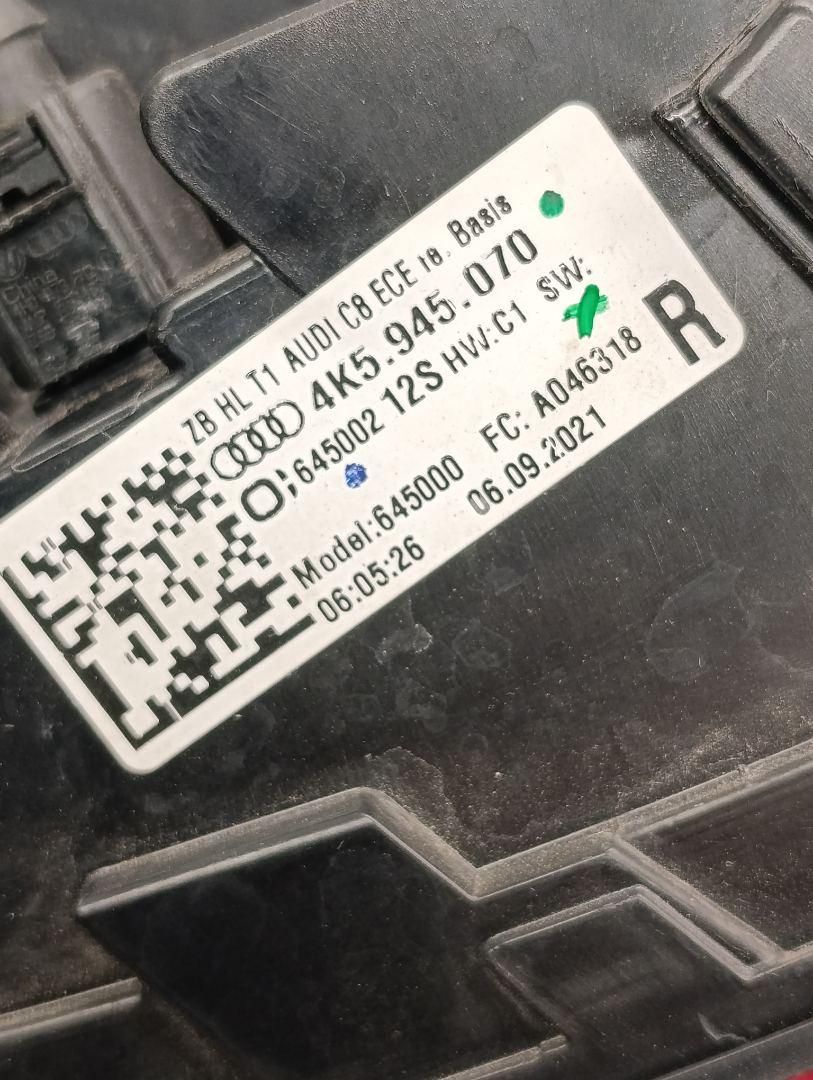 ZB HL T1 AUDI C8 ECE re. Basis
4K5.945.070
645002 12S HW:C1 SW:
Model:645000 FC: A046318
06:05:26 06.09.2021
R